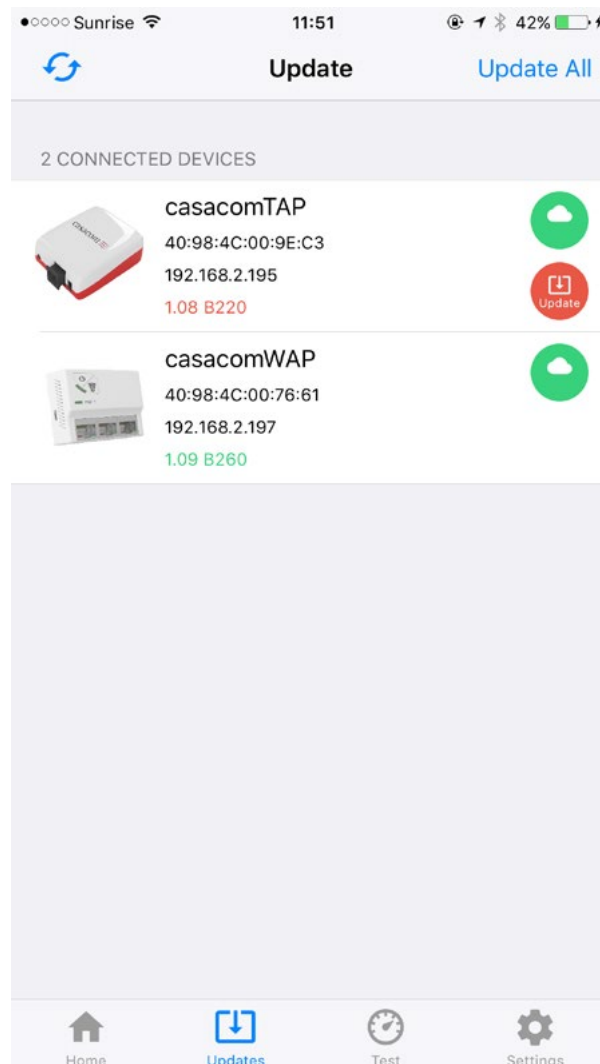 Sunrise 11:51 42%
Update Update All
2 CONNECTED DEVICES
casacom
casacomTAP
40:98:4C:00:9E:C3
192.168.2.195
1.08 B220
Update
casacomWAP
40:98:4C:00:76:61
192.168.2.197
1.09 B260
Home Updates Test Settings